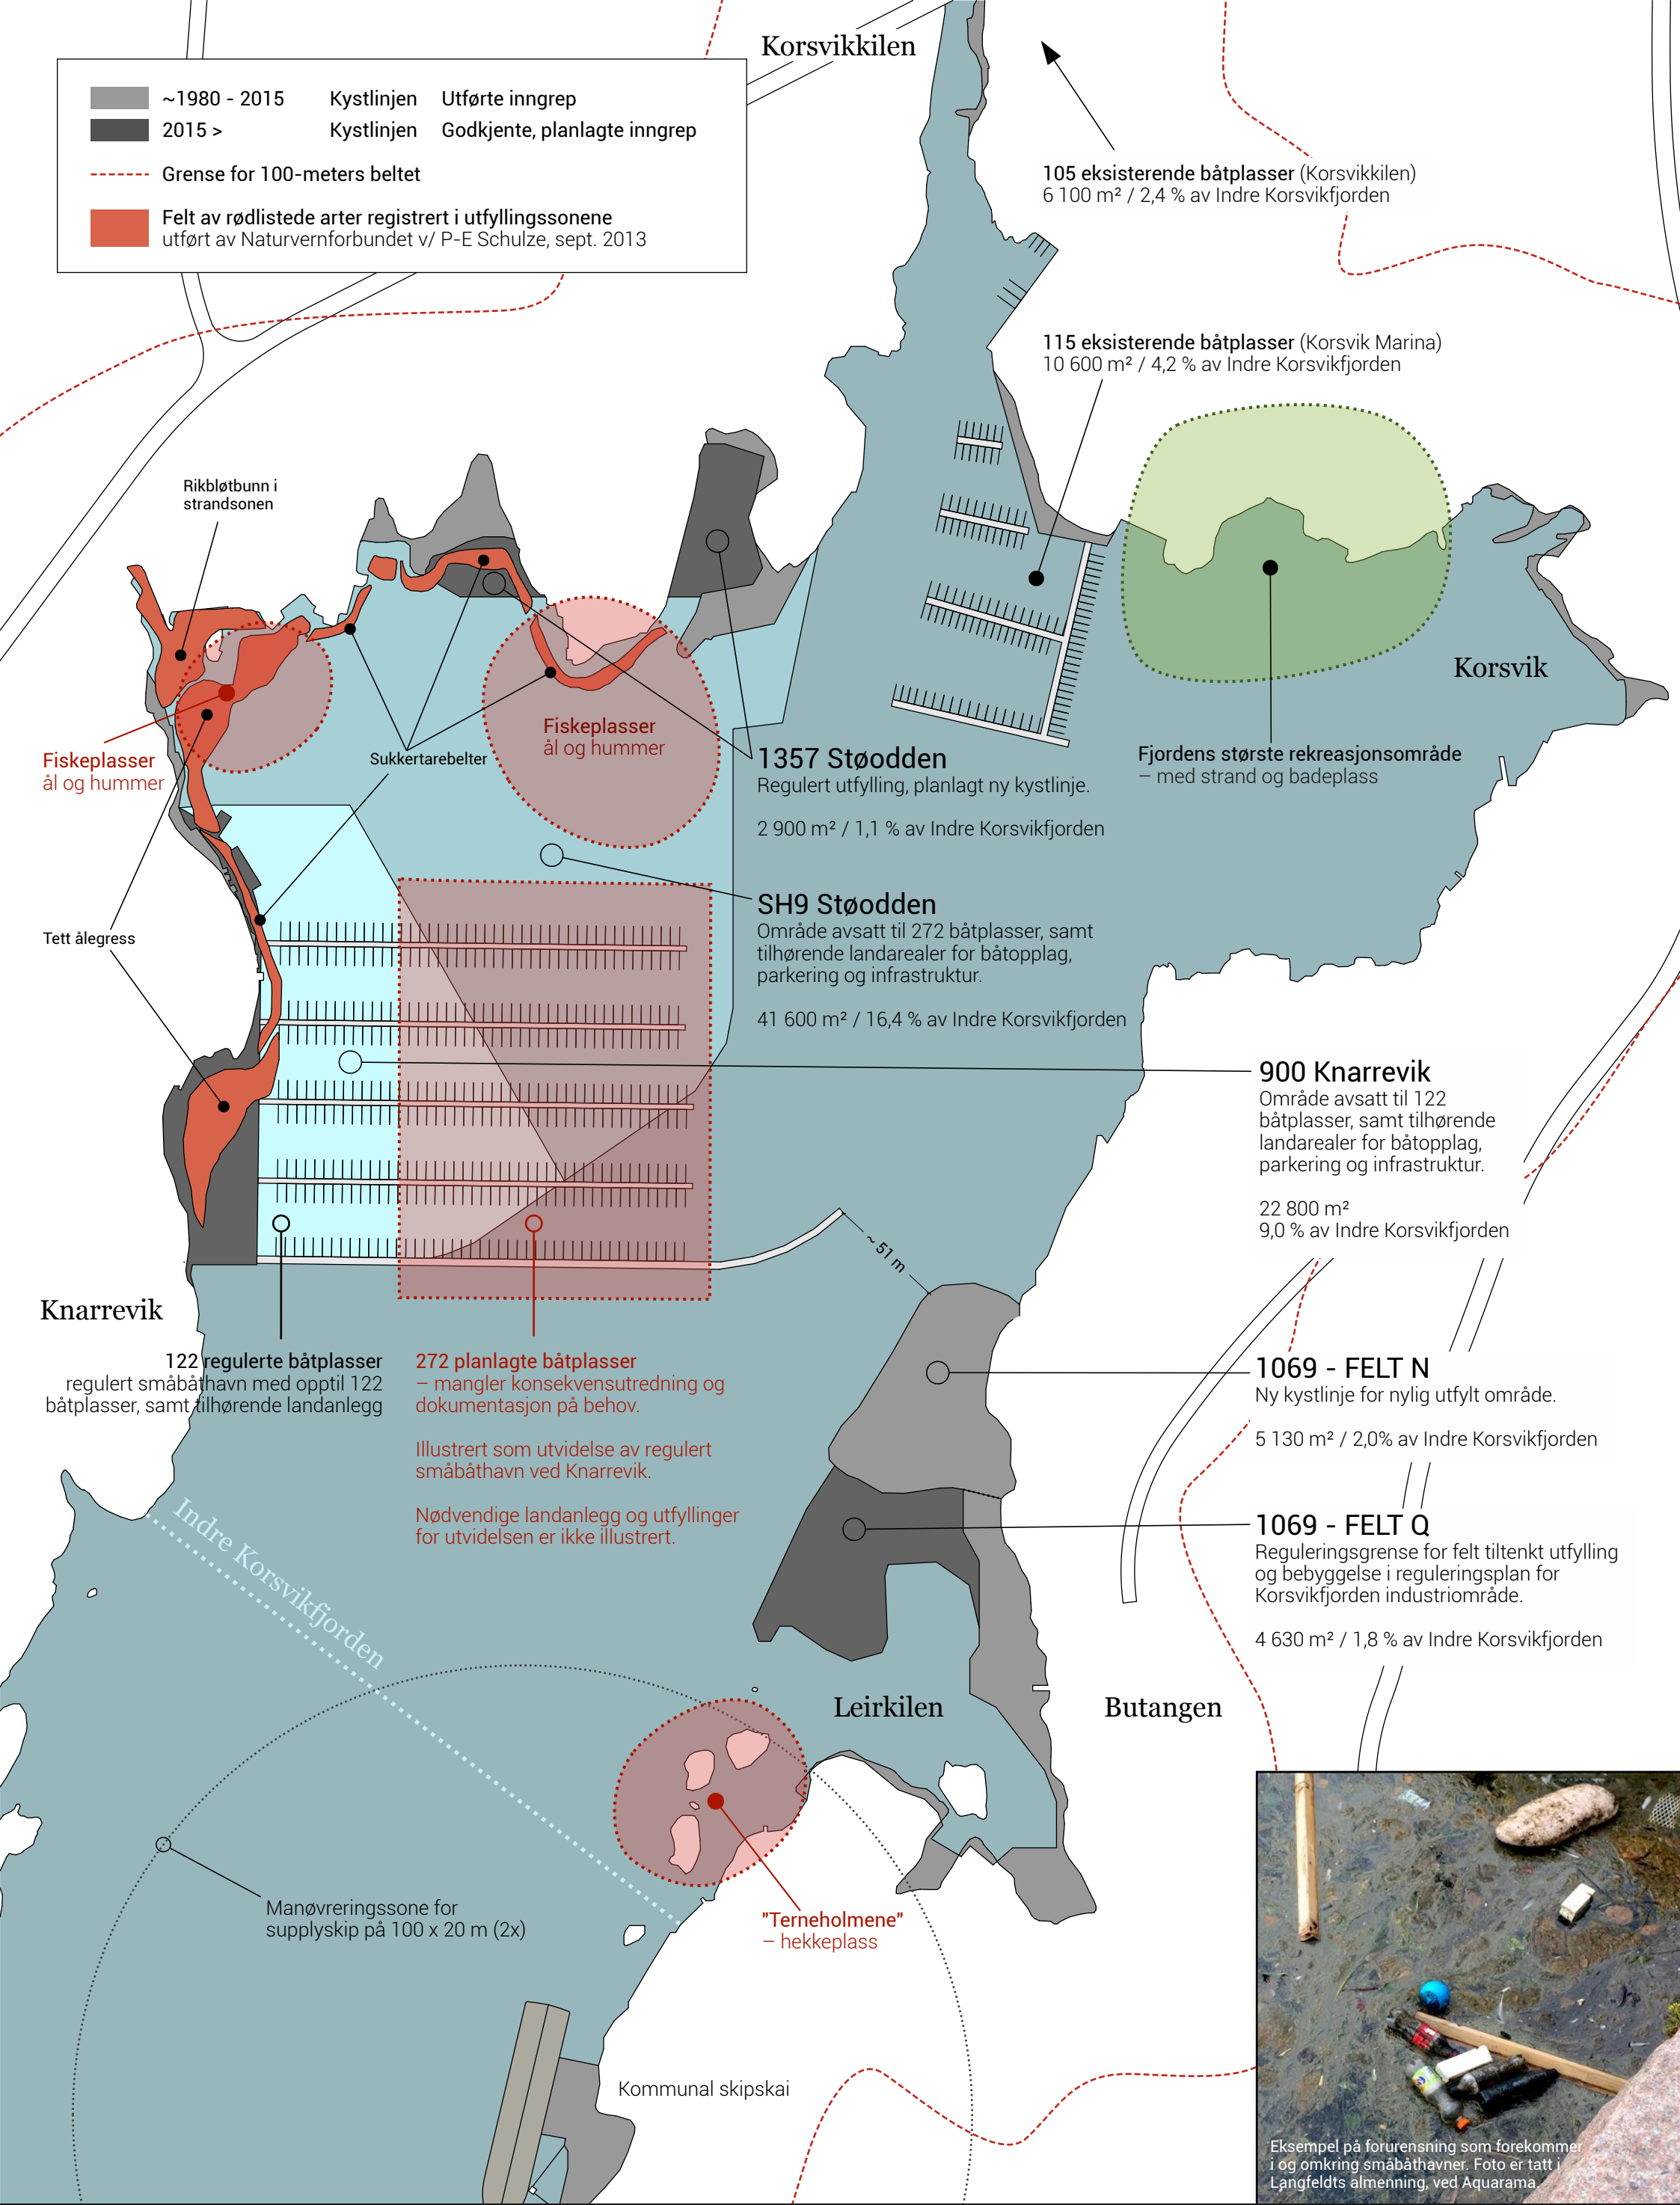 Korsvikkilen
~1980 - 2015 Kystlinjen Utførte inngrep
2015 > Kystlinjen Godkjente, planlagte inngrep
Grense for 100-meters beltet
Felt av rødlistede arter registrert i utfyllingssonene
utført av Naturvernforbundet v/ P-E Schulze, sept. 2013
105 eksisterende båtplasser (Korsvikkilen)
6 100 m² / 2,4 % av Indre Korsvikfjorden
115 eksisterende båtplasser (Korsvik Marina)
10 600 m² / 4,2 % av Indre Korsvikfjorden
Rikbløtbunn i
strandsonen
Korsvik
Fiskeplasser
ål og hummer
Fiskeplasser
ål og hummer
Sukkertarebelter
Fjordens største rekreasjonsområde
– med strand og badeplass
1357 Støodden
Regulert utfylling, planlagt ny kystlinje.
2 900 m² / 1,1 % av Indre Korsvikfjorden
SH9 Støodden
Område avsatt til 272 båtplasser, samt
tilhørende landarealer for båtopplag,
parkering og infrastruktur.
41 600 m² / 16,4 % av Indre Korsvikfjorden
Tett ålegress
900 Knarrevik
Område avsatt til 122
båtplasser, samt tilhørende
landarealer for båtopplag,
parkering og infrastruktur.
22 800 m²
9,0 % av Indre Korsvikfjorden
~ 51 m
Knarrevik
122 regulerte båtplasser
regulert småbåthavn med opptil 122
båtplasser, samt tilhørende landanlegg
272 planlagte båtplasser
– mangler konsekvensutredning og
dokumentasjon på behov.
Illustrert som utvidelse av regulert
småbåthavn ved Knarrevik.
Nødvendige landanlegg og utfyllinger
for utvidelsen er ikke illustrert.
1069 - FELT N
Ny kystlinje for nylig utfylt område.
5 130 m² / 2,0% av Indre Korsvikfjorden
1069 - FELT Q
Reguleringsgrense for felt tiltenkt utfylling
og bebyggelse i reguleringsplan for
Korsvikfjorden industriområde.
4 630 m² / 1,8 % av Indre Korsvikfjorden
Indre Korsvikfjorden
Leirkilen
Butangen
Manøvreringssone for
supplyskip på 100 x 20 m (2x)
"Terneholmene"
– hekkeplass
Kommunal skipskai
Eksempel på forurensning som forekommer
i og omkring småbåthavner. Foto er tatt i
Langfeldts almenning, ved Aquarama.